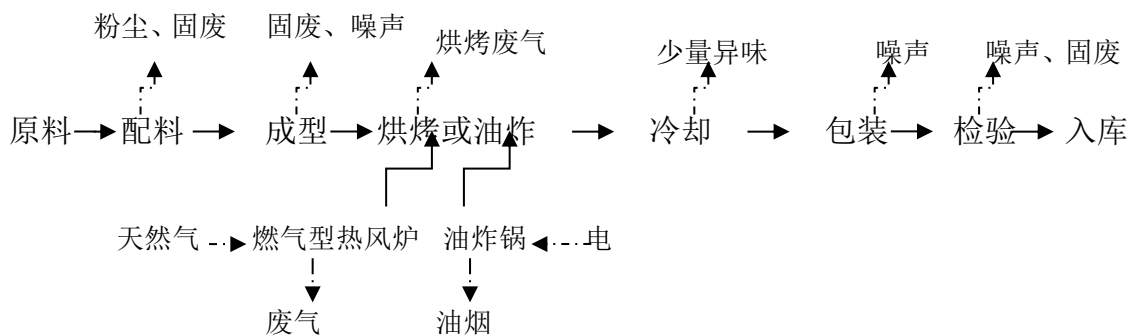 粉尘、固废 固废、噪声 烘烤废气 少量异味 噪声 噪声、固废
原料 配料 成型 烘烤或油炸 冷却 包装 检验 入库
天然气 燃气型热风炉 油炸锅 电
废气 油烟